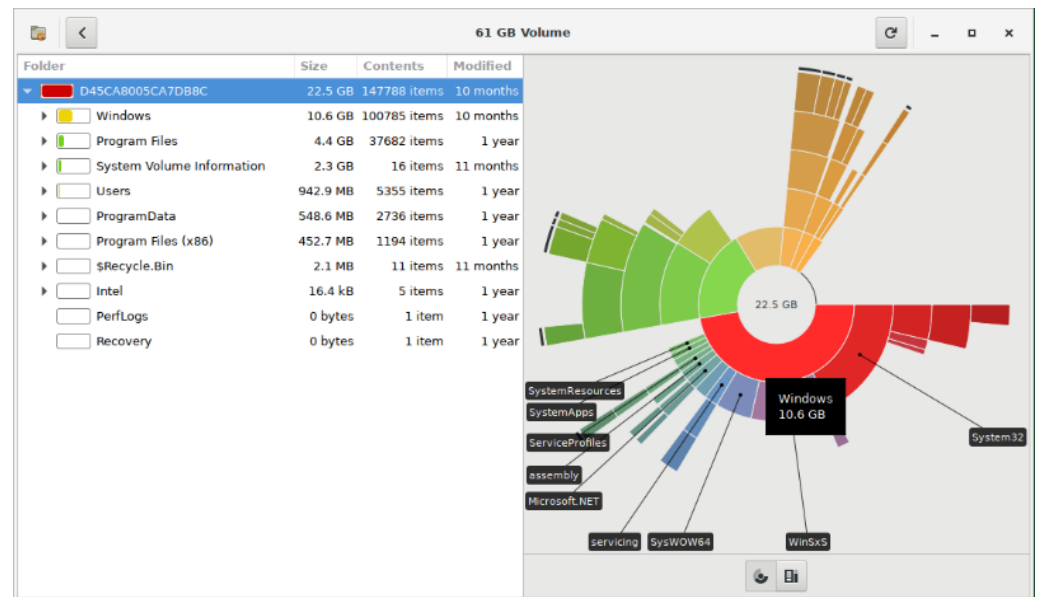 61 GB Volume
Folder Size Contents Modified
D45CA8005CA7DB8C 22.5 GB 147788 items 10 months
Windows 10.6 GB 100785 items 10 months
Program Files 4.4 GB 37682 items 1 year
System Volume Information 2.3 GB 16 items 11 months
Users 942.9 MB 5355 items 1 year
ProgramData 548.6 MB 2736 items 1 year
Program Files (x86) 452.7 MB 1194 items 1 year
$Recycle.Bin 2.1 MB 11 items 11 months
Intel 16.4 kB 5 items 1 year
PerfLogs 0 bytes 1 item 1 year
Recovery 0 bytes 1 item 1 year
22.5 GB
Windows
10.6 GB
SystemResources
SystemApps
ServiceProfiles
assembly
Microsoft.NET
servicing
SysWOW64
WinSxS
System32